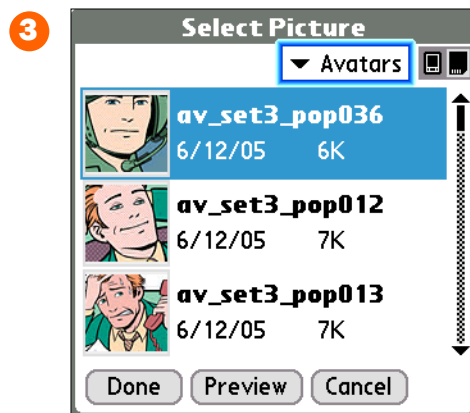 3
Select Picture
Avatars
av_set3_pop036
6/12/05 6K
av_set3_pop012
6/12/05 7K
av_set3_pop013
6/12/05 7K
Done Preview Cancel